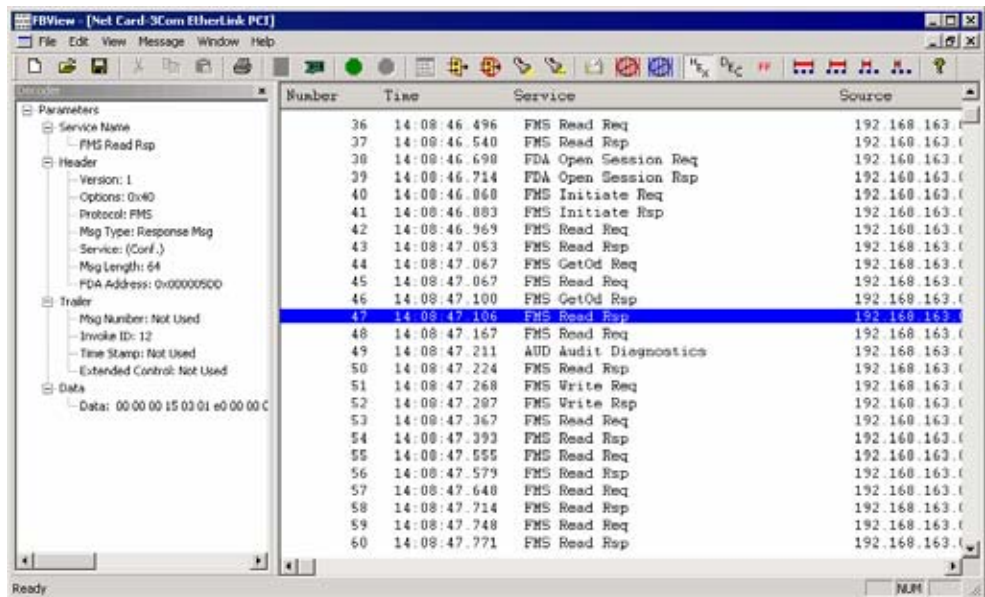 FBView - [Net Card-3Com EtherLink PCI]
File Edit View Message Window Help
HEX DEC FF
Decoder
Parameters
Service Name
FMS Read Rsp
Header
Version: 1
Options: 0x40
Protocol: FMS
Msg Type: Response Msg
Service: (Conf.)
Msg Length: 64
FDA Address: 0x000005D0
Trailer
Msg Number: Not Used
Invoke ID: 12
Time Stamp: Not Used
Extended Control: Not Used
Data
Data: 00 00 00 15 03 01 e0 00 00
Number Time Service Source
36 14:08:46.496 FMS Read Req 192.168.163.
37 14:08:46.540 FMS Read Rsp 192.168.163.
38 14:08:46.698 FDA Open Session Req 192.168.163.
39 14:08:46.714 FDA Open Session Rsp 192.168.163.
40 14:08:46.868 FMS Initiate Req 192.168.163.
41 14:08:46.883 FMS Initiate Rsp 192.168.163.
42 14:08:46.969 FMS Read Req 192.168.163.
43 14:08:47.053 FMS Read Rsp 192.168.163.
44 14:08:47.067 FMS GetOd Req 192.168.163.
45 14:08:47.067 FMS Read Req 192.168.163.
46 14:08:47.100 FMS GetOd Rsp 192.168.163.
47 14:08:47.106 FMS Read Rsp 192.168.163.
48 14:08:47.167 FMS Read Req 192.168.163.
49 14:08:47.211 AUD Audit Diagnostics 192.168.163.
50 14:08:47.224 FMS Read Rsp 192.168.163.
51 14:08:47.268 FMS Write Req 192.168.163.
52 14:08:47.287 FMS Write Rsp 192.168.163.
53 14:08:47.367 FMS Read Req 192.168.163.
54 14:08:47.393 FMS Read Rsp 192.168.163.
55 14:08:47.555 FMS Read Req 192.168.163.
56 14:08:47.579 FMS Read Rsp 192.168.163.
57 14:08:47.648 FMS Read Req 192.168.163.
58 14:08:47.714 FMS Read Rsp 192.168.163.
59 14:08:47.748 FMS Read Req 192.168.163.
60 14:08:47.771 FMS Read Rsp 192.168.163.
Ready NUM